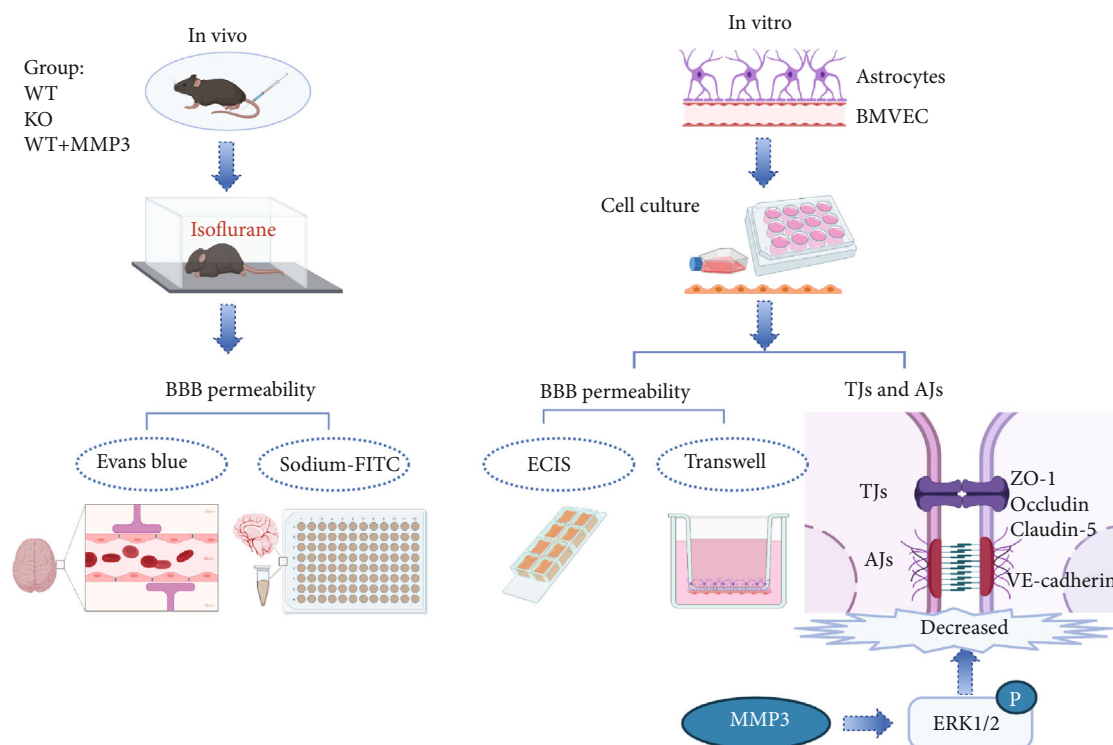 In vivo
Group:
WT
KO
WT+MMP3
Isoflurane
BBB permeability
Evans blue
Sodium-FITC
In vitro
Astrocytes
BMVEC
Cell culture
BBB permeability
TJs and AJs
ECIS
Transwell
TJs
ZO-1
Occludin
Claudin-5
AJs
VE-cadherin
Decreased
MMP3
ERK1/2
P